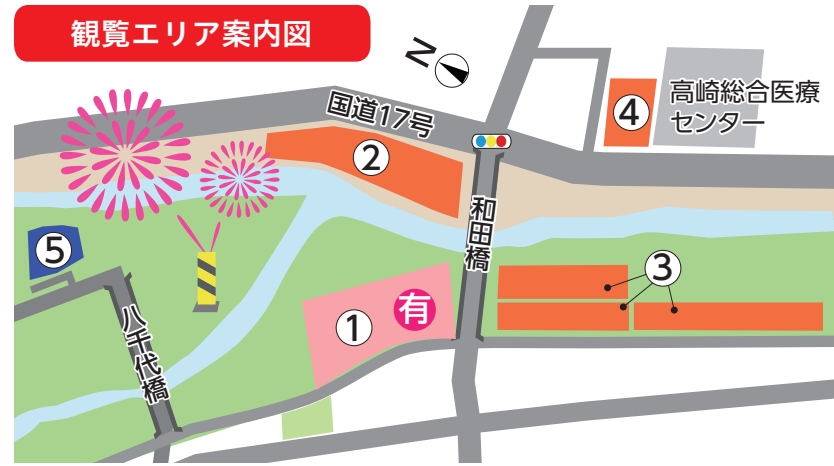 観覧エリア案内図
N
国道17号
④
高崎総合医療
センター
②
和田橋
⑤
③
有
①
八千代橋